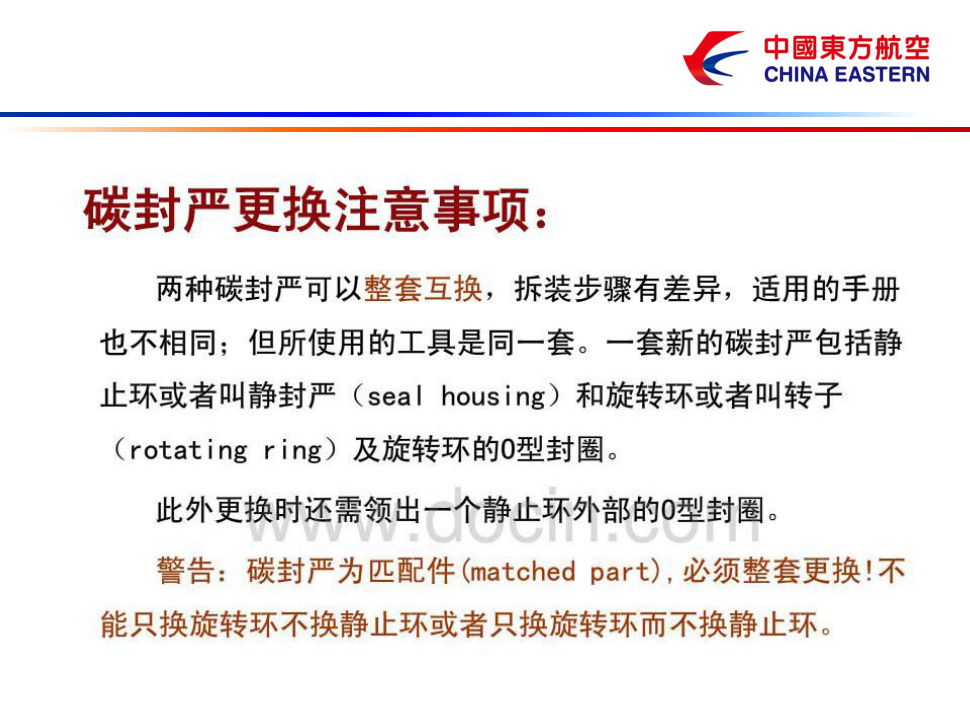 中國東方航空
CHINA EASTERN
碳封严更换注意事项：
两种碳封严可以整套互换，拆装步骤有差异，适用的手册
也不相同；但所使用的工具是同一套。一套新的碳封严包括静
止环或者叫静封严（seal housing）和旋转环或者叫转子
（rotating ring）及旋转环的O型封圈。
此外更换时还需领出一个静止环外部的O型封圈。
www.docin.com
警告：碳封严为匹配件(matched part),必须整套更换!不
能只换旋转环不换静止环或者只换旋转环而不换静止环。